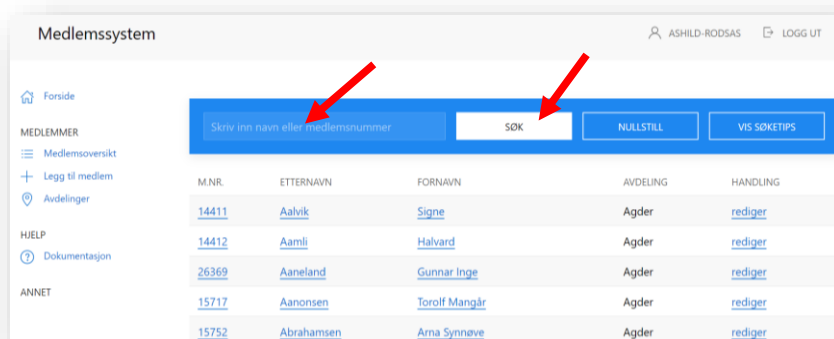 Medlemssystem
ASHILD-RODSAS LOGG UT
Forside
MEDLEMMER
Medlemsoversikt
Legg til medlem
Avdelinger
HJELP
Dokumentasjon
ANNET
Skriv inn navn eller medlemsnummer SØK NULLSTILL VIS SØKETIPS
M.NR. ETTERNAVN FORNAVN AVDELING HANDLING
14411 Aalvik Signe Agder rediger
14412 Aamli Halvard Agder rediger
26369 Aaneland Gunnar Inge Agder rediger
15717 Aanonsen Torolf Mangår Agder rediger
15752 Abrahamsen Arna Synnøve Agder rediger